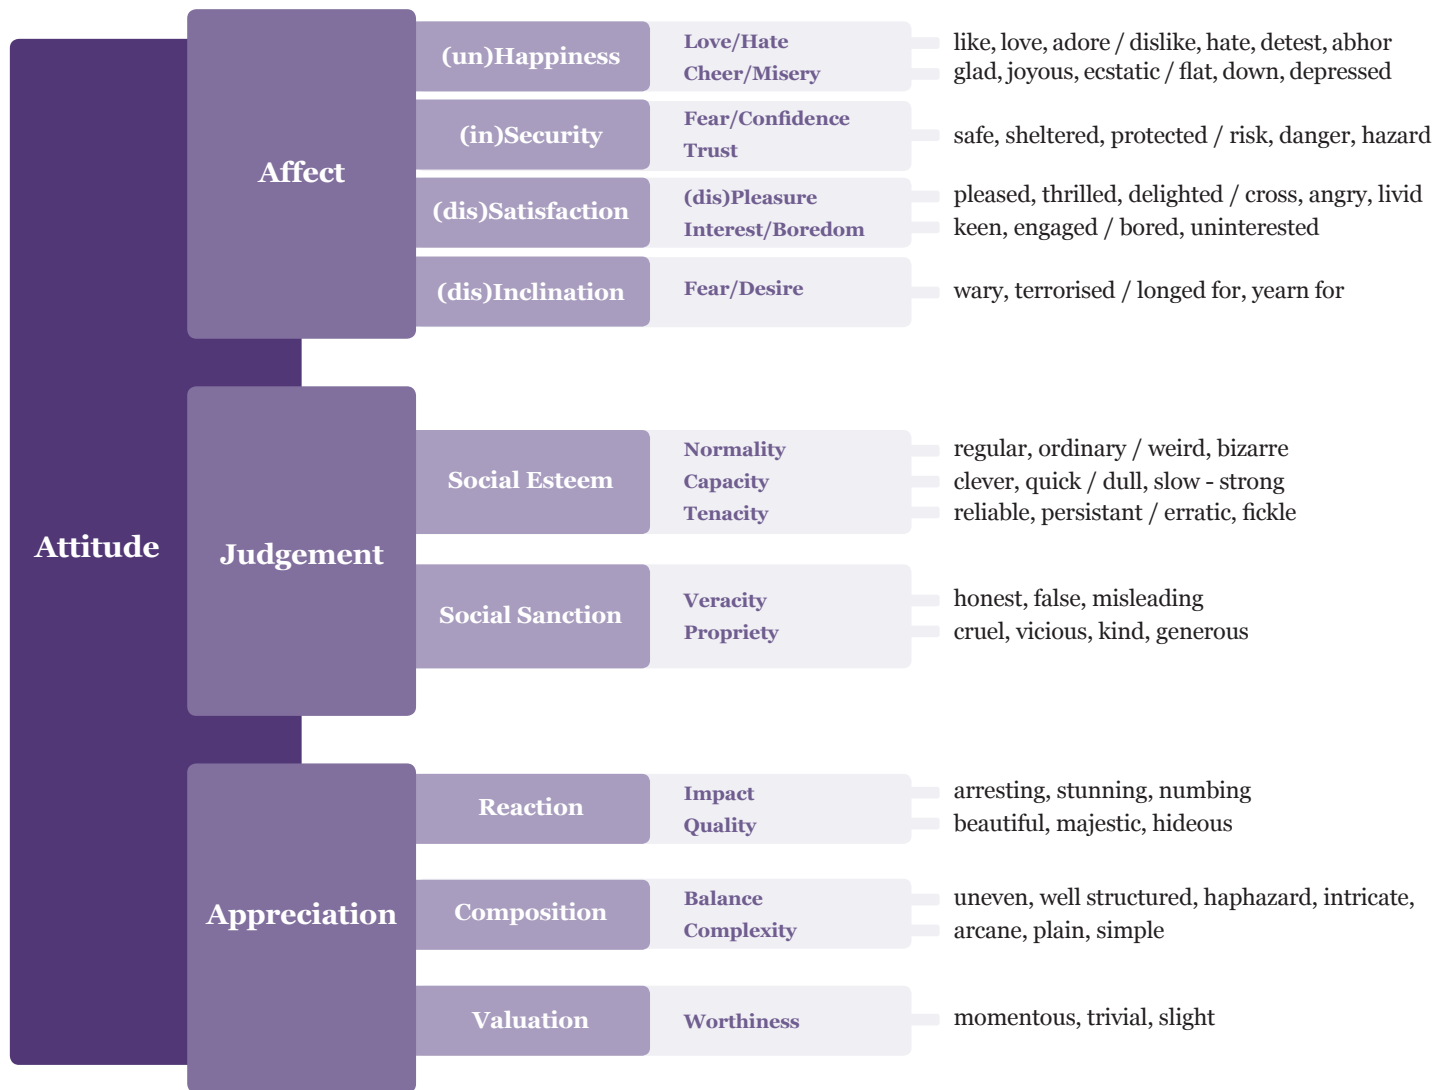 Attitude
Affect
(un)Happiness
Love/Hate
like, love, adore / dislike, hate, detest, abhor
Cheer/Misery
glad, joyous, ecstatic / flat, down, depressed
(in)Security
Fear/Confidence
Trust
safe, sheltered, protected / risk, danger, hazard
(dis)Satisfaction
(dis)Pleasure
pleased, thrilled, delighted / cross, angry, livid
Interest/Boredom
keen, engaged / bored, uninterested
(dis)Inclination
Fear/Desire
wary, terrorised / longed for, yearn for
Judgement
Social Esteem
Normality
regular, ordinary / weird, bizarre
Capacity
clever, quick / dull, slow - strong
Tenacity
reliable, persistant / erratic, fickle
Social Sanction
Veracity
honest, false, misleading
Propriety
cruel, vicious, kind, generous
Appreciation
Reaction
Impact
arresting, stunning, numbing
Quality
beautiful, majestic, hideous
Composition
Balance
uneven, well structured, haphazard, intricate,
Complexity
arcane, plain, simple
Valuation
Worthiness
momentous, trivial, slight